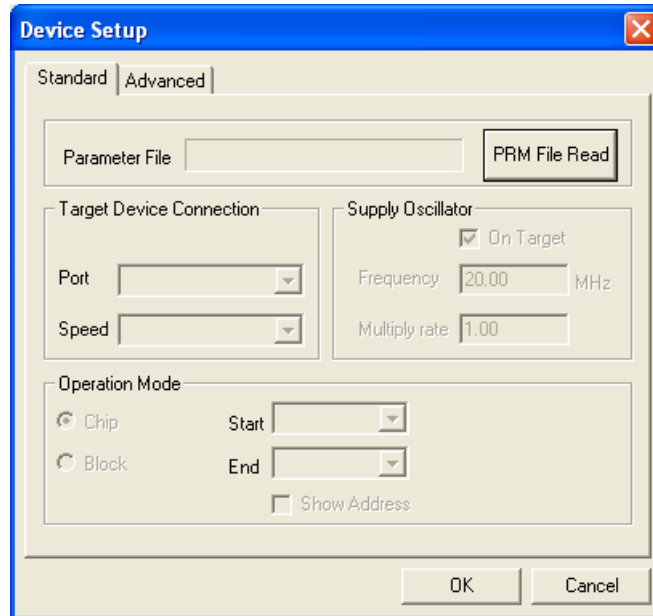 Device Setup
Standard Advanced
Parameter File PRM File Read
Target Device Connection
Port
Speed
Supply Oscillator
On Target
Frequency 20.00 MHz
Multiply rate 1.00
Operation Mode
Chip Start
Block End
Show Address
OK Cancel